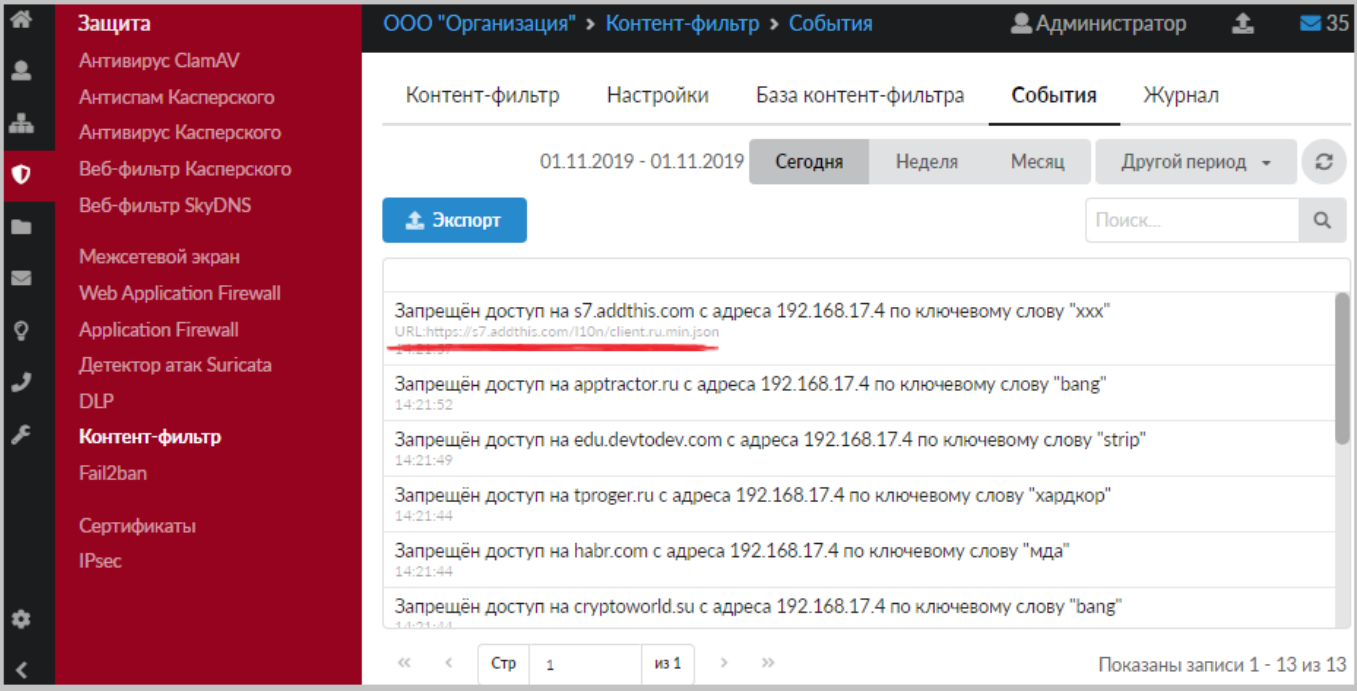 Защита
Антивирус ClamAV
Антиспам Касперского
Антивирус Касперского
Веб-фильтр Касперского
Веб-фильтр SkyDNS
Межсетевой экран
Web Application Firewall
Application Firewall
Детектор атак Suricata
DLP
Контент-фильтр
Fail2ban
Сертификаты
IPsec
ООО "Организация" > Контент-фильтр > События
Администратор
35
Контент-фильтр Настройки База контент-фильтра События Журнал
01.11.2019 - 01.11.2019 Сегодня Неделя Месяц Другой период
Экспорт
Поиск...
Запрещён доступ на s7.addthis.com с адреса 192.168.17.4 по ключевому слову "xxx"
URL:https://s7.addthis.com/l10n/client.ru.min.json
14:21:57
Запрещён доступ на apptractor.ru с адреса 192.168.17.4 по ключевому слову "bang"
14:21:52
Запрещён доступ на edu.devtodev.com с адреса 192.168.17.4 по ключевому слову "strip"
14:21:49
Запрещён доступ на tproger.ru с адреса 192.168.17.4 по ключевому слову "хардкор"
14:21:44
Запрещён доступ на habr.com с адреса 192.168.17.4 по ключевому слову "мда"
14:21:44
Запрещён доступ на cryptoworld.su с адреса 192.168.17.4 по ключевому слову "bang"
14:21:44
« ‹ Стр 1 из 1 › »
Показаны записи 1 - 13 из 13